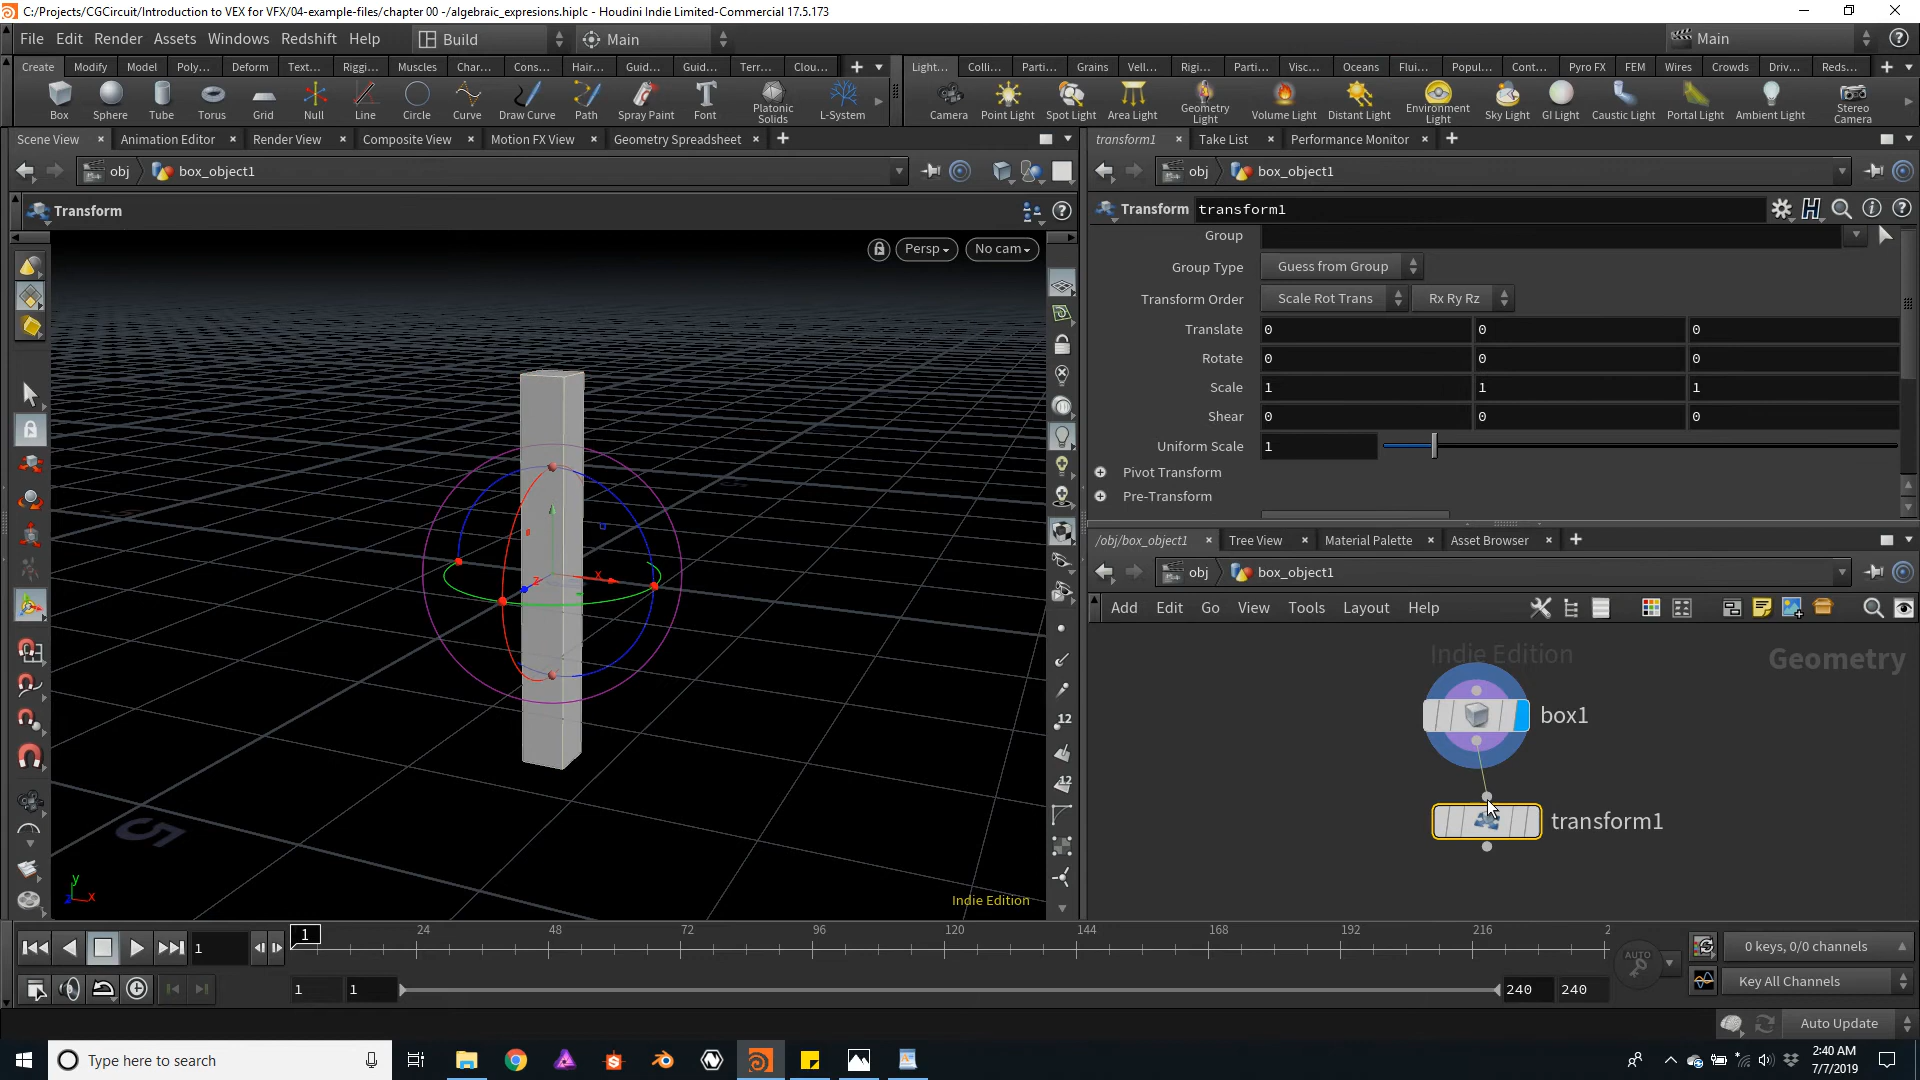 C:/Projects/CGCircuit/Introduction to VEX for VFX/04-example-files/chapter 00 -/algebraic_expresions.hiplc - Houdini Indie Limited-Commercial 17.5.173
File Edit Render Assets Windows Redshift Help Build Main Main
Create Modify Model Poly... Deform Text... Riggi... Muscles Char... Cons... Hair... Guid... Guid... Terr... Clou...
Light... Colli... Parti... Grains Vell... Rigi... Parti... Visc... Oceans Flui... Popul... Cont... Pyro FX FEM Wires Crowds Driv... Reds...
Box Sphere Tube Torus Grid Null Line Circle Curve Draw Curve Path Spray Paint Font Platonic Solids L-System
Camera Point Light Spot Light Area Light Geometry Light Volume Light Distant Light Environment Light Sky Light GI Light Caustic Light Portal Light Ambient Light Stereo Camera
Scene View Animation Editor Render View Composite View Motion FX View Geometry Spreadsheet
transform1 Take List Performance Monitor
obj box_object1
obj box_object1
Transform
Transform transform1
Persp No cam
Group
Group Type Guess from Group
Transform Order Scale Rot Trans Rx Ry Rz
Translate 0 0 0
Rotate 0 0 0
Scale 1 1 1
Shear 0 0 0
Uniform Scale 1
Pivot Transform
Pre-Transform
/obj/box_object1 Tree View Material Palette Asset Browser
obj box_object1
Add Edit Go View Tools Layout Help
Indie Edition
Geometry
box1
transform1
x
z
12
12
5
y
x
z
Indie Edition
1 1 24 48 72 96 120 144 168 192 216 2
AUTO
0 keys, 0/0 channels
1 1 240 240
Key All Channels
Auto Update
Type here to search
2:40 AM
7/7/2019